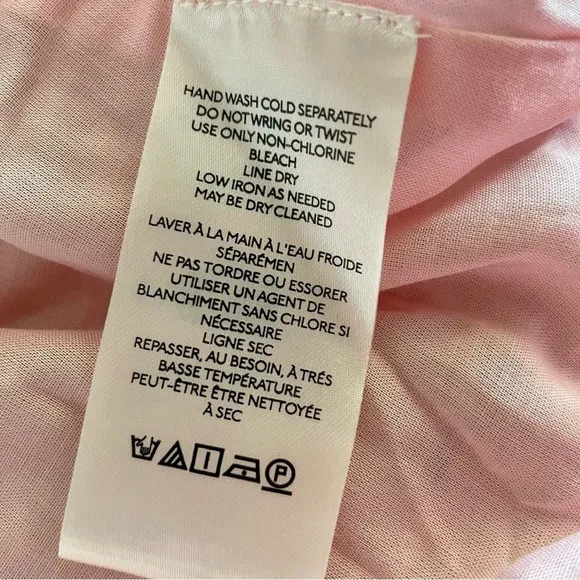 HAND WASH COLD SEPARATELY
DO NOT WRING OR TWIST
USE ONLY NON-CHLORINE
BLEACH
LINE DRY
LOW IRON AS NEEDED
MAY BE DRY CLEANED
LAVER À LA MAIN À L'EAU FROIDE
SÉPARÉMEN
NE PAS TORDRE OU ESSORER
UTILISER UN AGENT DE
BLANCHIMENT SANS CHLORE SI
NÉCESSAIRE
LIGNE SEC
REPASSER, AU BESOIN, À TRÉS
BASSE TEMPÉRATURE
PEUT-ÊTRE ÊTRE NETTOYÉE
À SEC
P